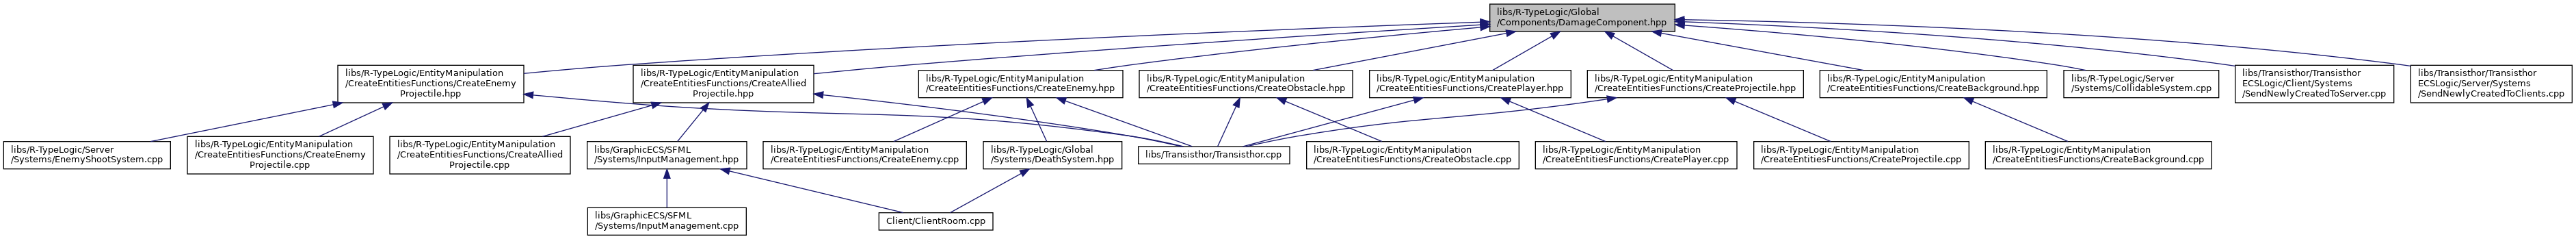 libs/R-TypeLogic/Global
/Components/DamageComponent.hpp
libs/R-TypeLogic/EntityManipulation
/CreateEntitiesFunctions/CreateEnemy
Projectile.hpp
libs/R-TypeLogic/EntityManipulation
/CreateEntitiesFunctions/CreateAllied
Projectile.hpp
libs/R-TypeLogic/EntityManipulation
/CreateEntitiesFunctions/CreateEnemy.hpp
libs/R-TypeLogic/EntityManipulation
/CreateEntitiesFunctions/CreateObstacle.hpp
libs/R-TypeLogic/EntityManipulation
/CreateEntitiesFunctions/CreatePlayer.hpp
libs/R-TypeLogic/EntityManipulation
/CreateEntitiesFunctions/CreateProjectile.hpp
libs/R-TypeLogic/EntityManipulation
/CreateEntitiesFunctions/CreateBackground.hpp
libs/R-TypeLogic/Server
/Systems/CollidableSystem.cpp
libs/Transisthor/Transisthor
ECSLogic/Client/Systems
/SendNewlyCreatedToServer.cpp
libs/Transisthor/Transisthor
ECSLogic/Server/Systems
/SendNewlyCreatedToClients.cpp
libs/R-TypeLogic/Server
/Systems/EnemyShootSystem.cpp
libs/R-TypeLogic/EntityManipulation
/CreateEntitiesFunctions/CreateEnemy
Projectile.cpp
libs/R-TypeLogic/EntityManipulation
/CreateEntitiesFunctions/CreateAllied
Projectile.cpp
libs/GraphicECS/SFML
/Systems/InputManagement.hpp
libs/R-TypeLogic/EntityManipulation
/CreateEntitiesFunctions/CreateEnemy.cpp
libs/R-TypeLogic/Global
/Systems/DeathSystem.hpp
libs/Transisthor/Transisthor.cpp
libs/R-TypeLogic/EntityManipulation
/CreateEntitiesFunctions/CreateObstacle.cpp
libs/R-TypeLogic/EntityManipulation
/CreateEntitiesFunctions/CreatePlayer.cpp
libs/R-TypeLogic/EntityManipulation
/CreateEntitiesFunctions/CreateProjectile.cpp
libs/R-TypeLogic/EntityManipulation
/CreateEntitiesFunctions/CreateBackground.cpp
libs/GraphicECS/SFML
/Systems/InputManagement.cpp
Client/ClientRoom.cpp